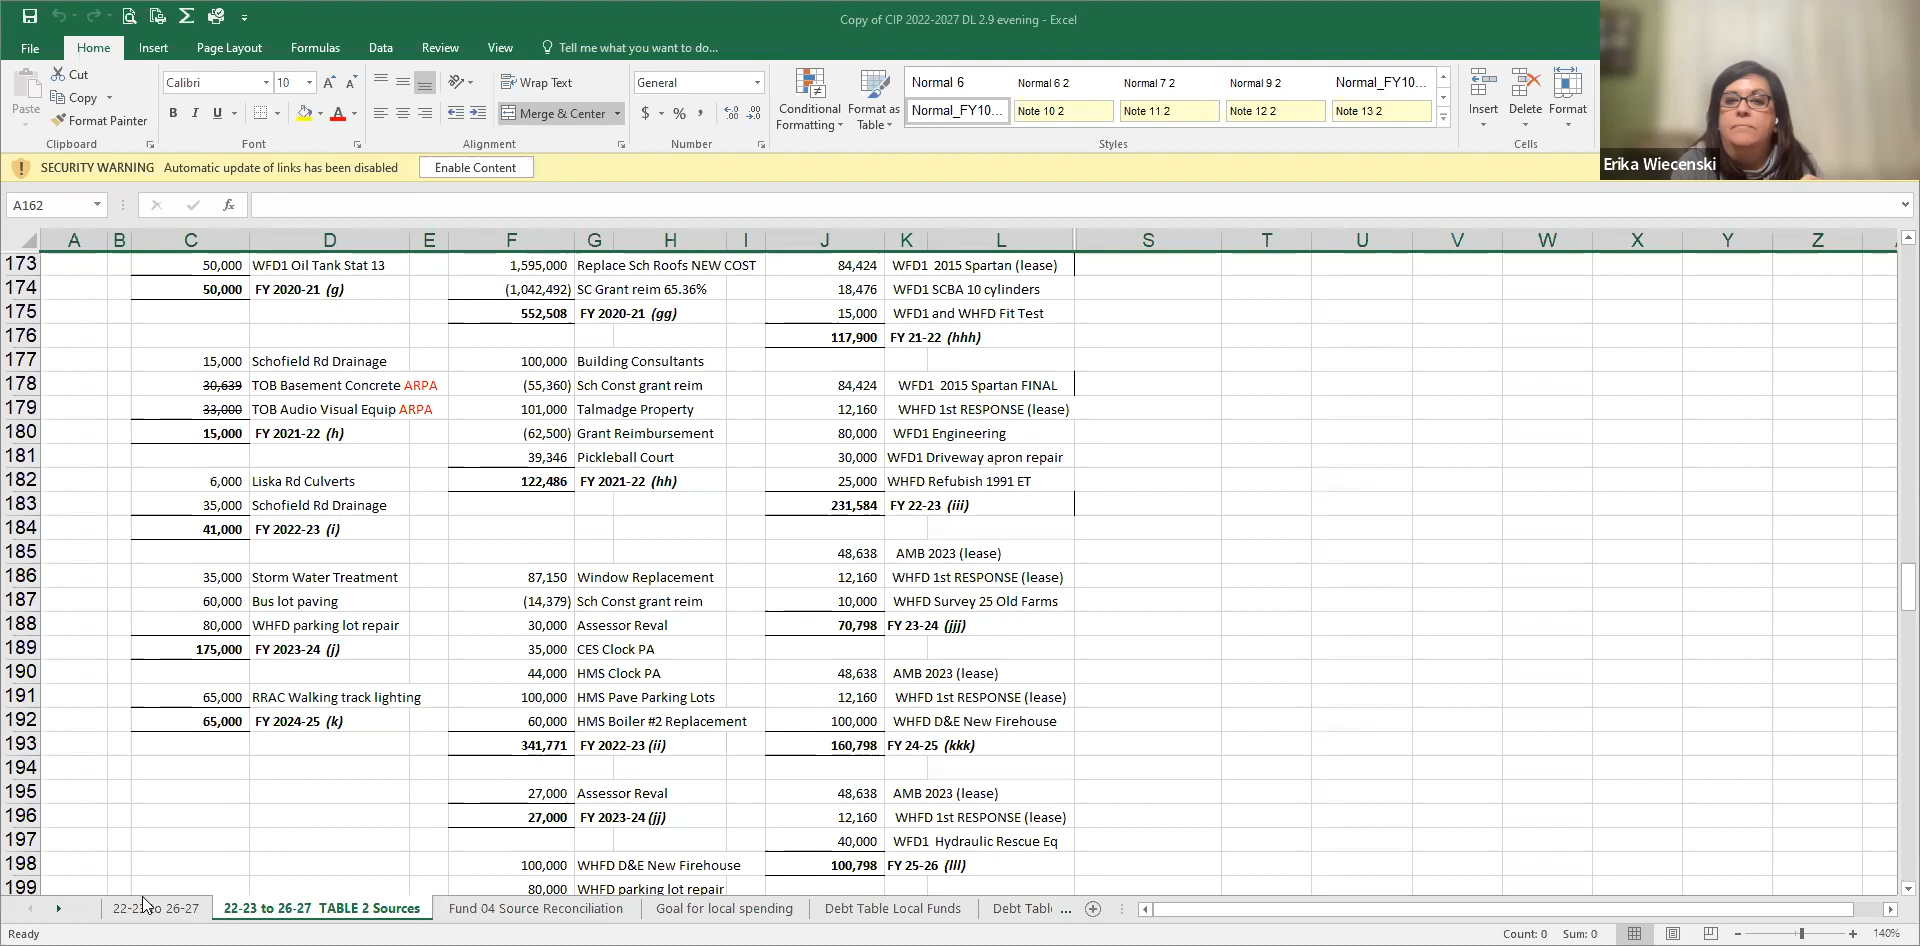 Copy of CIP 2022-2027 DL 2.9 evening - Excel
File Home Insert Page Layout Formulas Data Review View Tell me what you want to do...
Paste Cut Copy Format Painter Clipboard
Calibri 10 B I U A Font
Wrap Text Merge & Center Alignment
General $ % , Number
Conditional Formatting Format as Table
Normal 6 Normal 6 2 Normal 7 2 Normal 9 2 Normal_FY10...
Normal_FY10... Note 10 2 Note 11 2 Note 12 2 Note 13 2
Styles
Insert Delete Format Cells
Erika Wiecenski
SECURITY WARNING Automatic update of links has been disabled Enable Content
A162 fx
A B C D E F G H I J K L S T U V W X Y Z
173 50,000 WFD1 Oil Tank Stat 13 1,595,000 Replace Sch Roofs NEW COST 84,424 WFD1 2015 Spartan (lease)
174 50,000 FY 2020-21 (g) (1,042,492) SC Grant reim 65.36% 18,476 WFD1 SCBA 10 cylinders
175 552,508 FY 2020-21 (gg) 15,000 WFD1 and WHFD Fit Test
176 117,900 FY 21-22 (hhh)
177 15,000 Schofield Rd Drainage 100,000 Building Consultants
178 30,639 TOB Basement Concrete ARPA (55,360) Sch Const grant reim 84,424 WFD1 2015 Spartan FINAL
179 33,000 TOB Audio Visual Equip ARPA 101,000 Talmadge Property 12,160 WHFD 1st RESPONSE (lease)
180 15,000 FY 2021-22 (h) (62,500) Grant Reimbursement 80,000 WFD1 Engineering
181 39,346 Pickleball Court 30,000 WFD1 Driveway apron repair
182 6,000 Liska Rd Culverts 122,486 FY 2021-22 (hh) 25,000 WHFD Refubish 1991 ET
183 35,000 Schofield Rd Drainage 231,584 FY 22-23 (iii)
184 41,000 FY 2022-23 (i)
185 48,638 AMB 2023 (lease)
186 35,000 Storm Water Treatment 87,150 Window Replacement 12,160 WHFD 1st RESPONSE (lease)
187 60,000 Bus lot paving (14,379) Sch Const grant reim 10,000 WHFD Survey 25 Old Farms
188 80,000 WHFD parking lot repair 30,000 Assessor Reval 70,798 FY 23-24 (jjj)
189 175,000 FY 2023-24 (j) 35,000 CES Clock PA
190 44,000 HMS Clock PA 48,638 AMB 2023 (lease)
191 65,000 RRAC Walking track lighting 100,000 HMS Pave Parking Lots 12,160 WHFD 1st RESPONSE (lease)
192 65,000 FY 2024-25 (k) 60,000 HMS Boiler #2 Replacement 100,000 WHFD D&E New Firehouse
193 341,771 FY 2022-23 (ii) 160,798 FY 24-25 (kkk)
194
195 27,000 Assessor Reval 48,638 AMB 2023 (lease)
196 27,000 FY 2023-24 (jj) 12,160 WHFD 1st RESPONSE (lease)
197 40,000 WFD1 Hydraulic Rescue Eq
198 100,000 WHFD D&E New Firehouse 100,798 FY 25-26 (lll)
199 80,000 WHFD parking lot repair
22-23 to 26-27 22-23 to 26-27 TABLE 2 Sources Fund 04 Source Reconciliation Goal for local spending Debt Table Local Funds Debt Tabl ...
Ready Count: 0 Sum: 0 140%